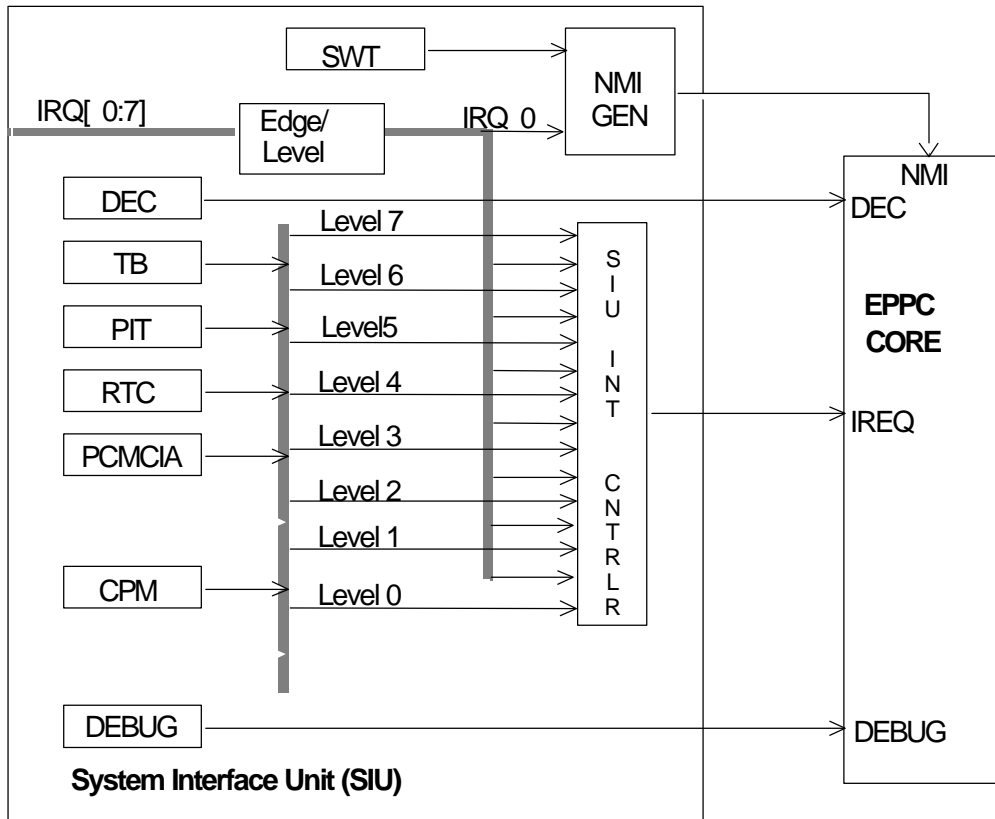 SWT
NMI
GEN
IRQ[ 0:7]
Edge/
Level
IRQ 0
NMI
DEC
DEC
Level 7
TB
Level 6
PIT
Level5
RTC
Level 4
PCMCIA
Level 3
Level 2
Level 1
CPM
Level 0
S
I
U
I
N
T
C
N
T
R
L
R
EPPC
CORE
IREQ
DEBUG
DEBUG
System Interface Unit (SIU)